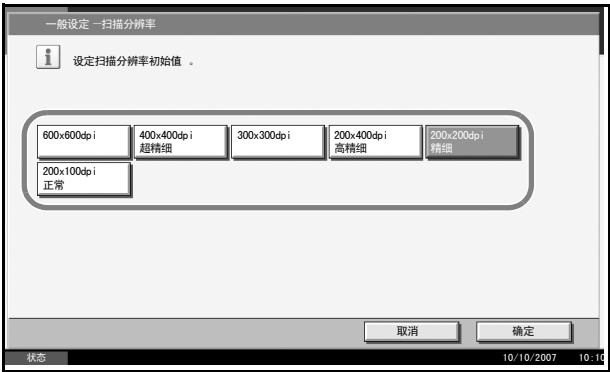 一般设定 －扫描分辨率
设定扫描分辨率初始值 。
600x600dpi
400x400dpi
超精细
300x300dpi
200x400dpi
高精细
200x200dpi
精细
200x100dpi
正常
取消
确定
状态
10/10/2007 10:10